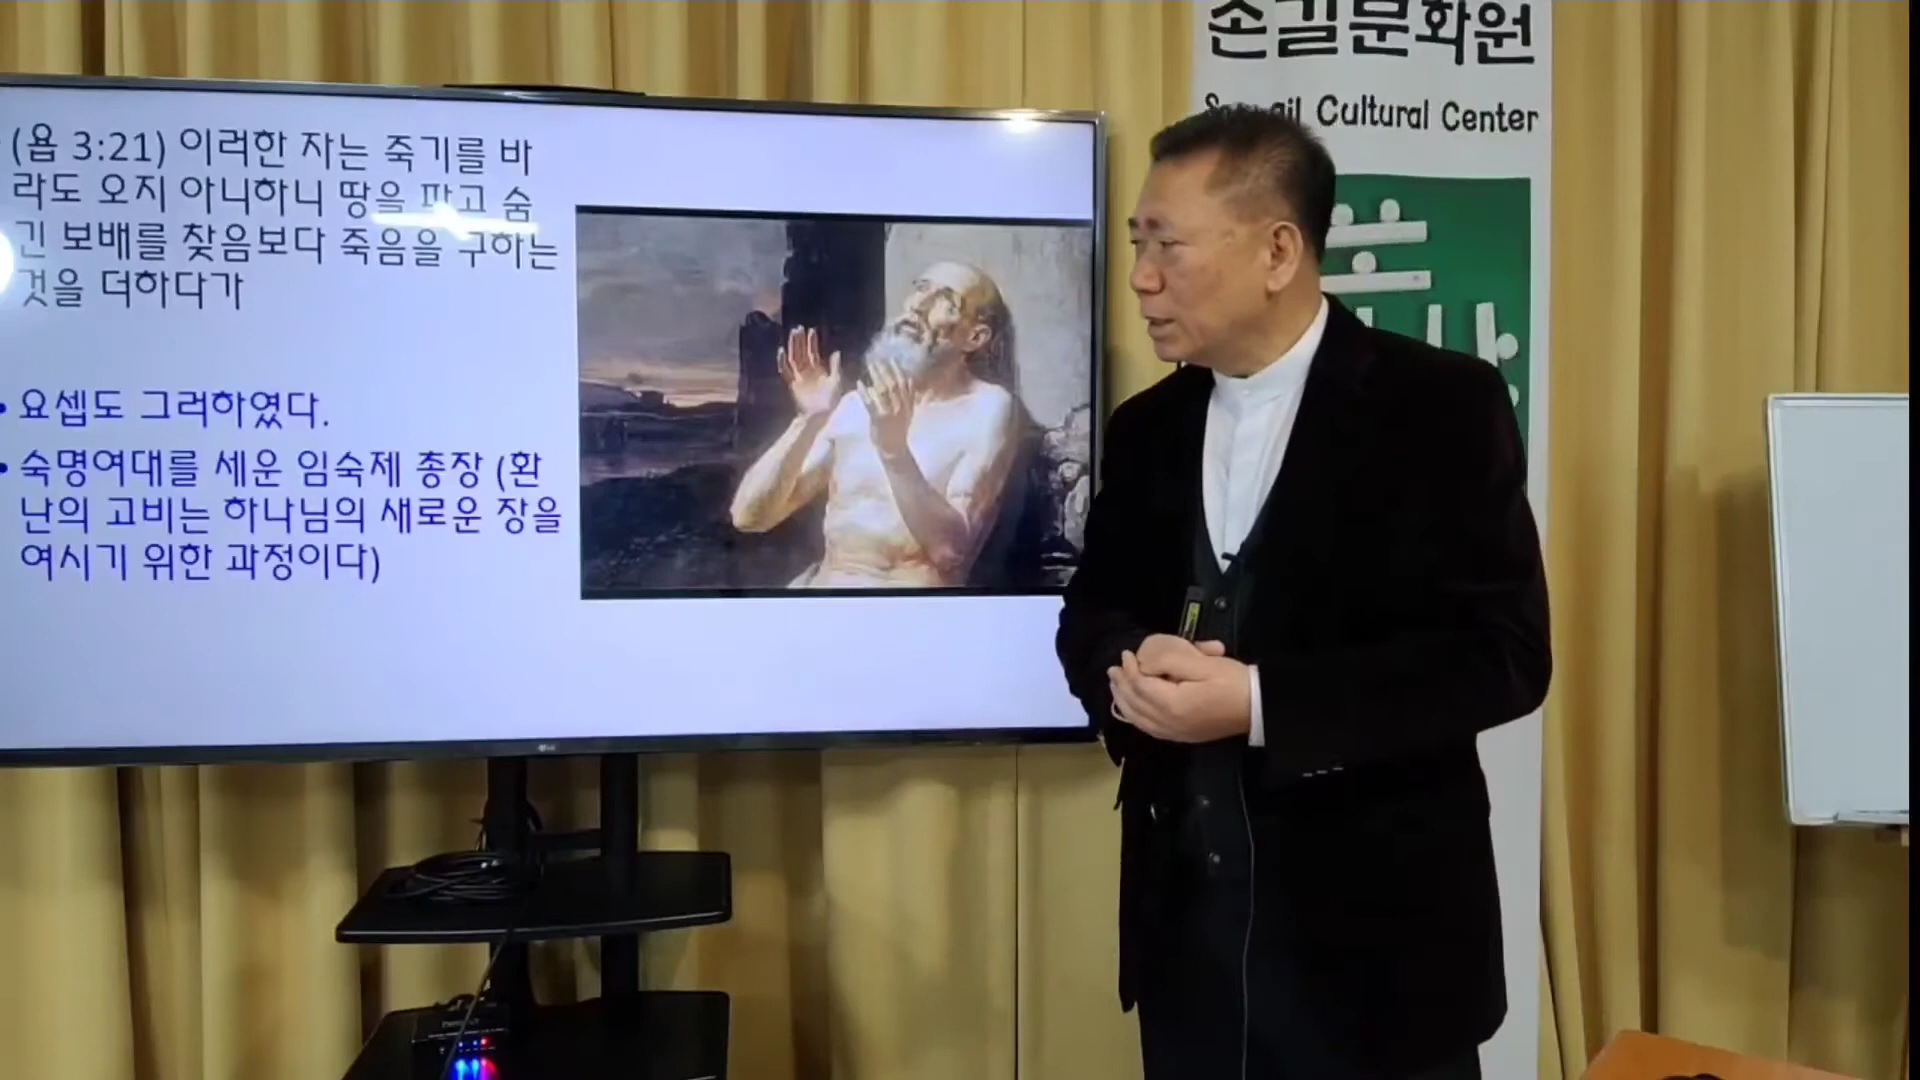 (욥 3:21) 이러한 자는 죽기를 바
라도 오지 아니하니 땅을 파고 숨
긴 보배를 찾음보다 죽음을 구하는
것을 더하다가
• 요셉도 그러하였다.
• 숙명여대를 세운 임숙제 총장 (환
난의 고비는 하나님의 새로운 장을
여시기 위한 과정이다)
손길문화원
Cultural Center
LG